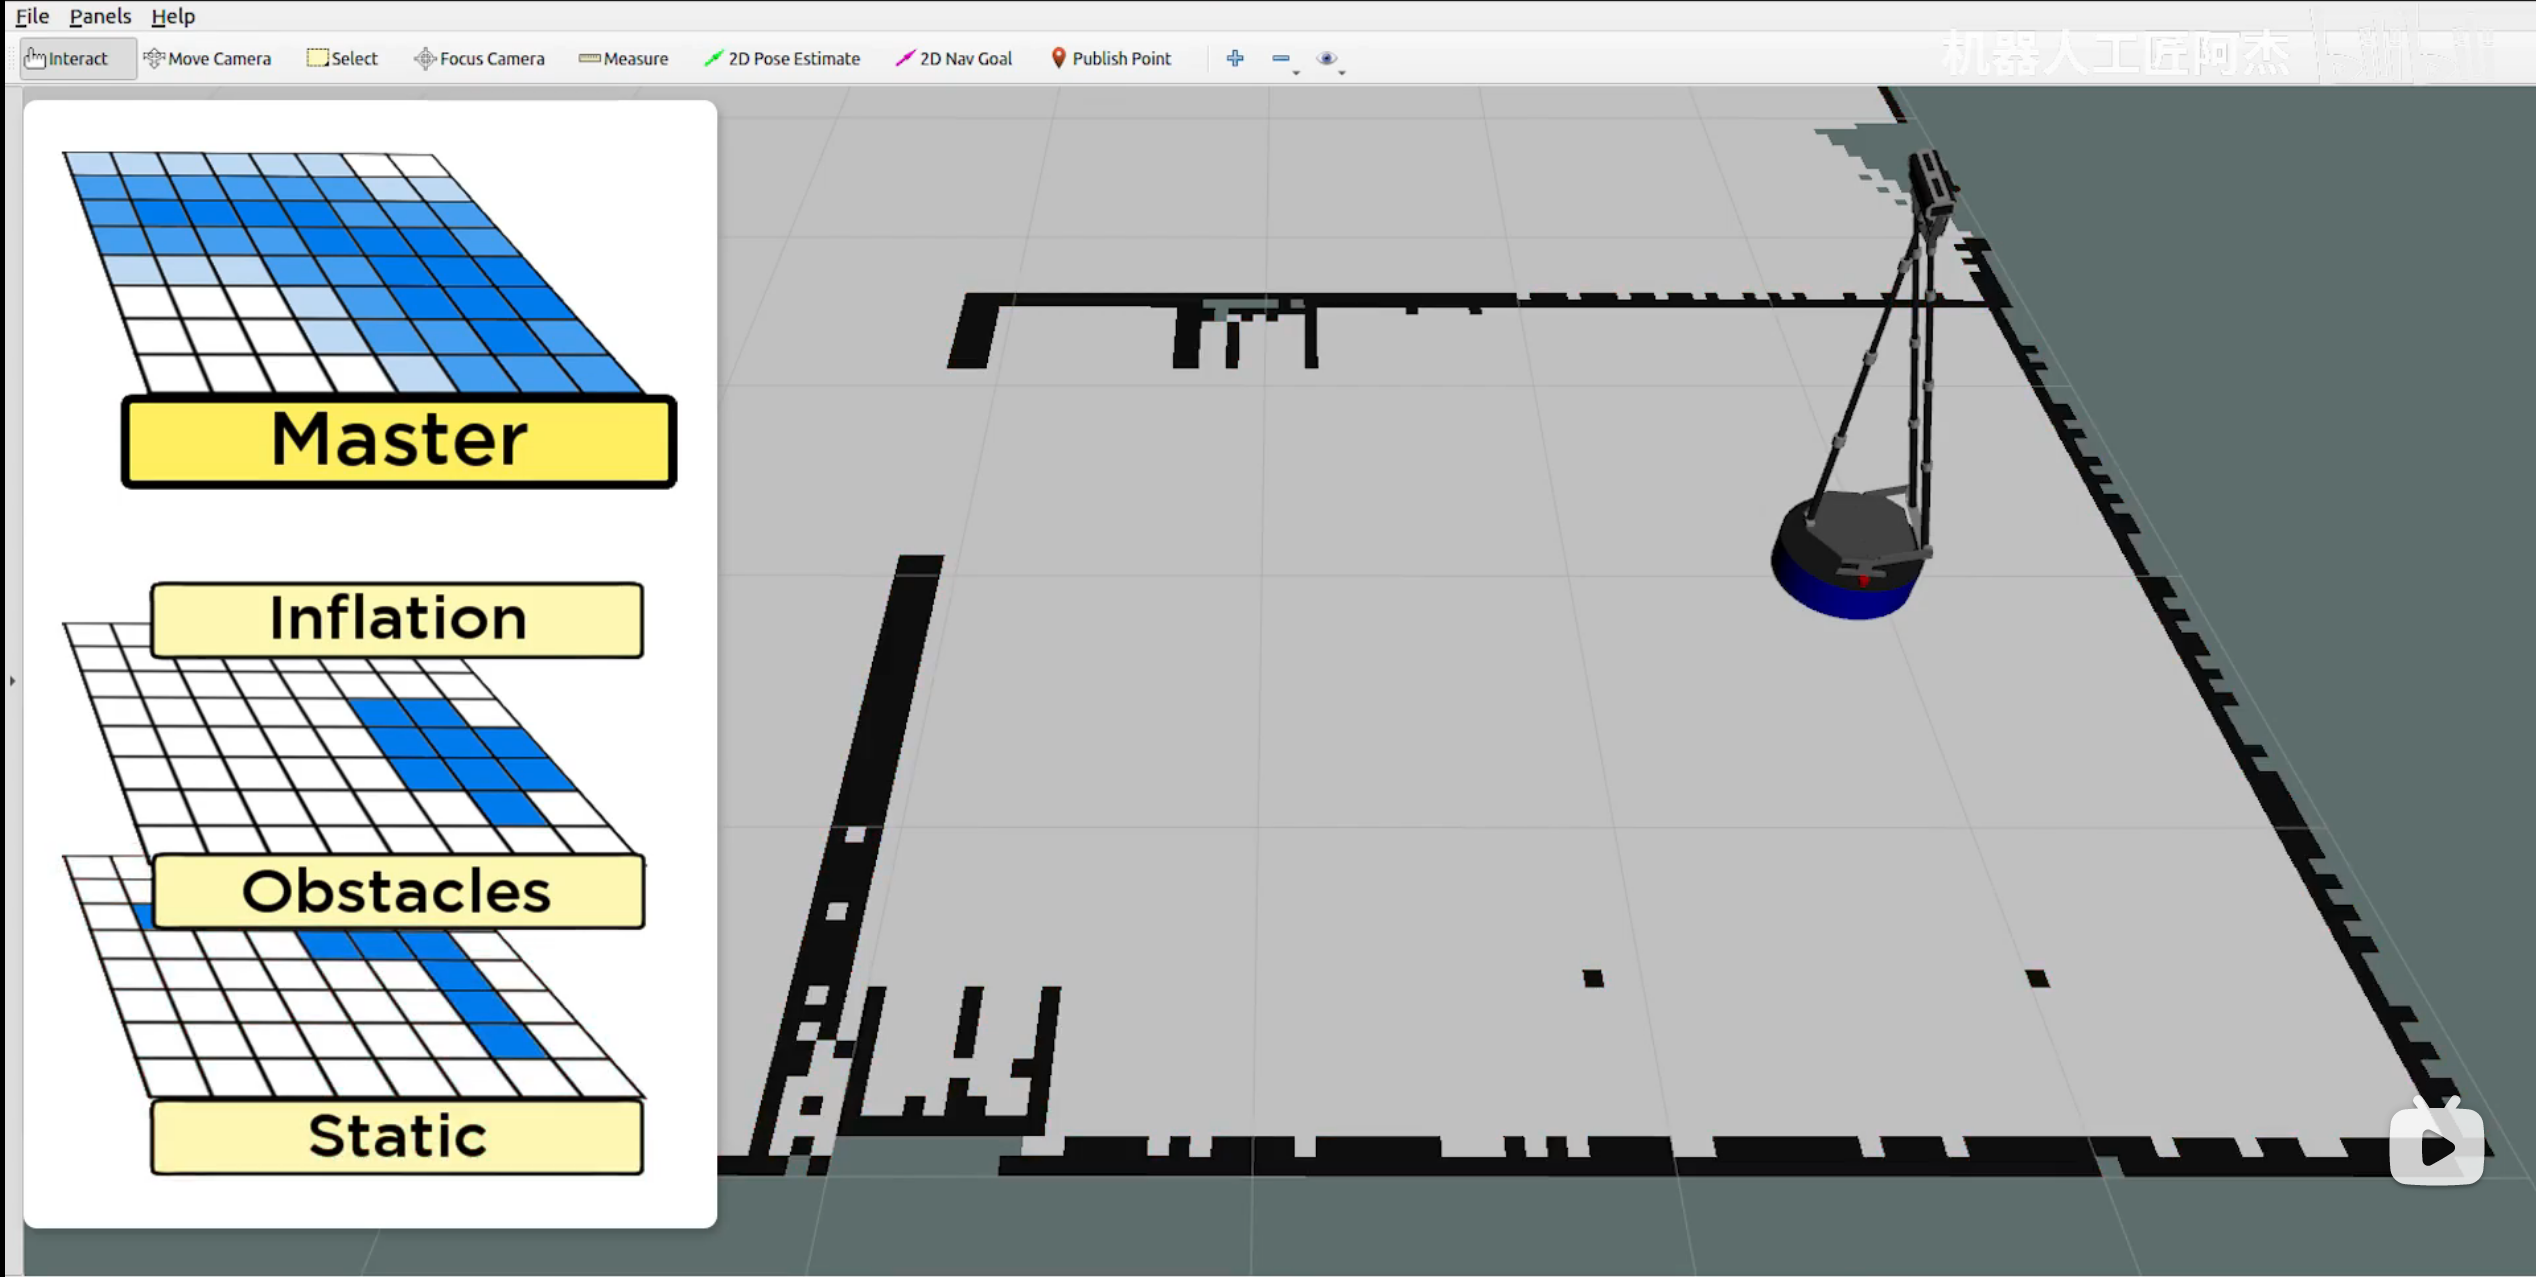 File Panels Help
Interact Move Camera Select Focus Camera Measure 2D Pose Estimate 2D Nav Goal Publish Point
机器人工匠阿杰
Master
Inflation
Obstacles
Static